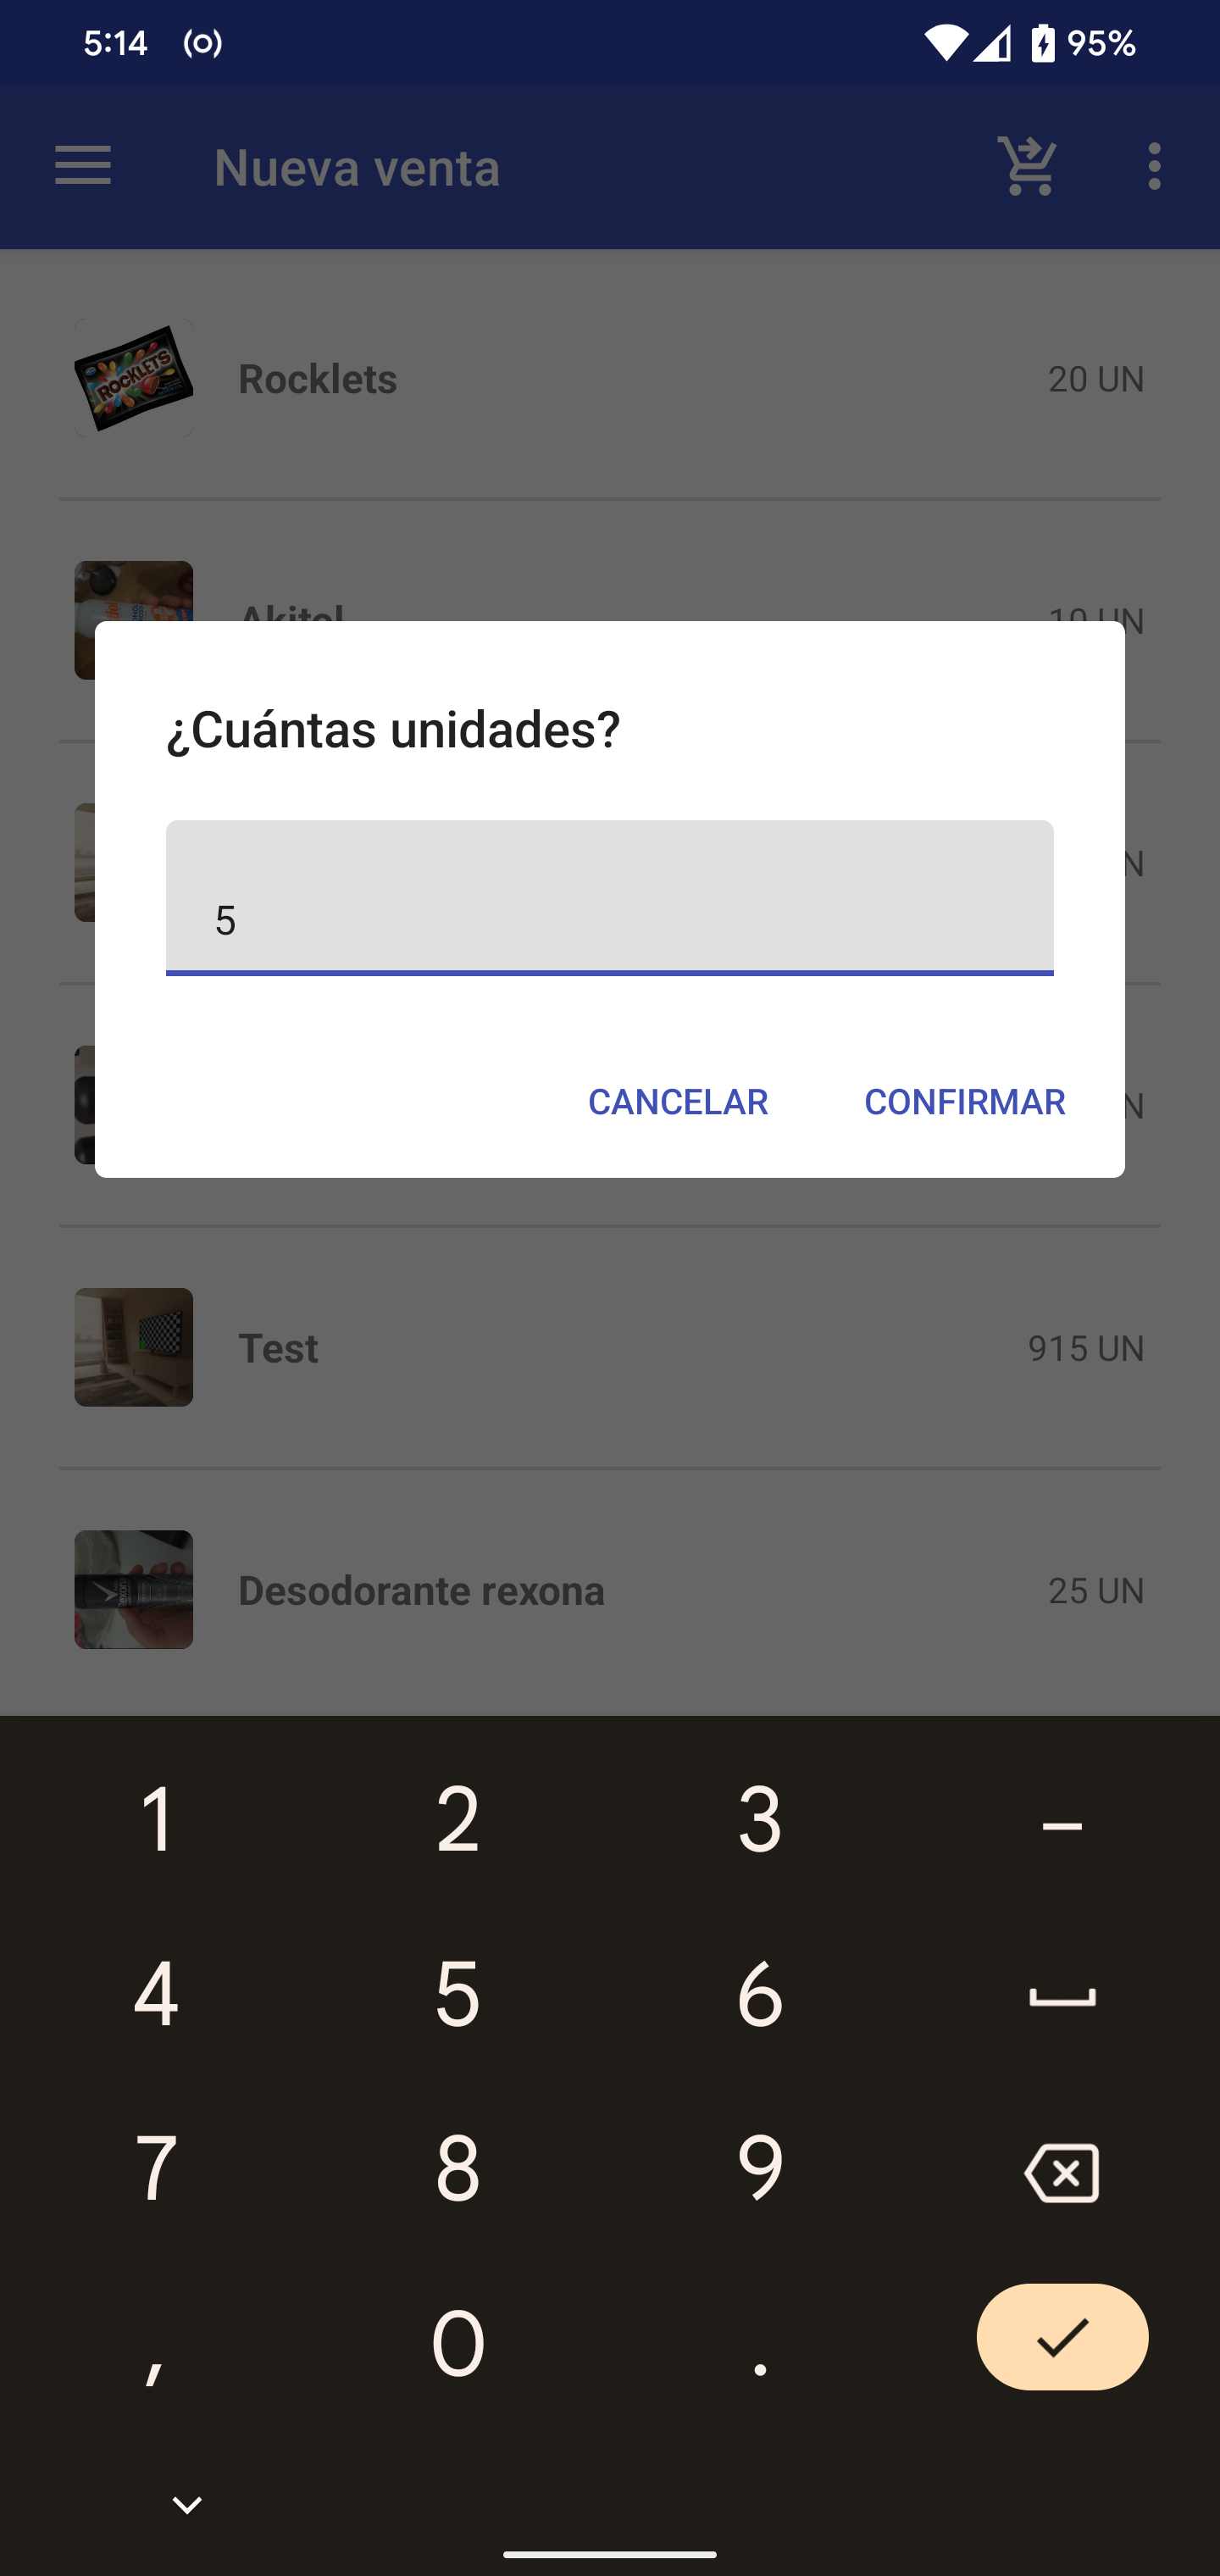 5:14 95%
Nueva venta
ROCKLETS
Rocklets 20 UN
Akitol 10 UN
¿Cuántas unidades?
5
N
CANCELAR CONFIRMAR
N
Test 915 UN
Desodorante rexona 25 UN
1 2 3 –
4 5 6
7 8 9
, 0 .